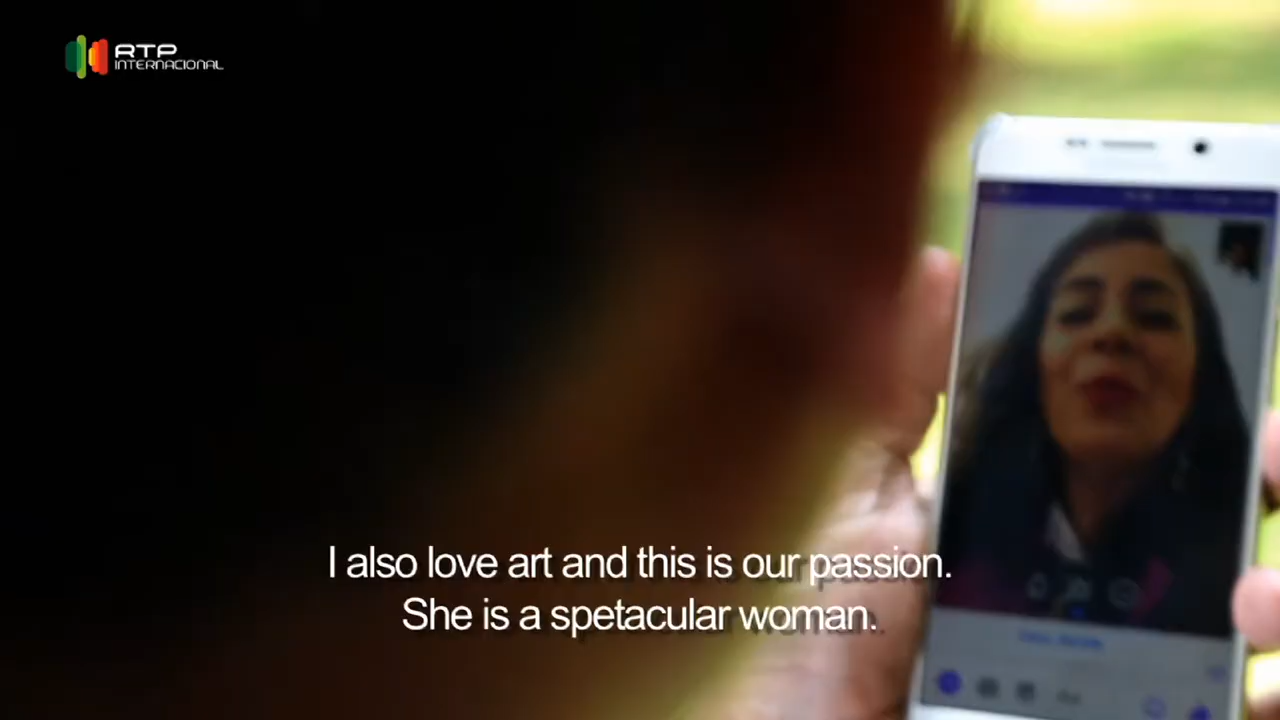 RTP
INTERNACIONAL
I also love art and this is our passion.
She is a spetacular woman.